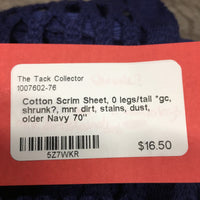 The Tack Collector
1007602-76
Cotton Scrim Sheet, 0 legs/tail "gc,
shrunk?, mnr dirt, stains, dust,
older Navy 70"
5Z7WKR
$16.50